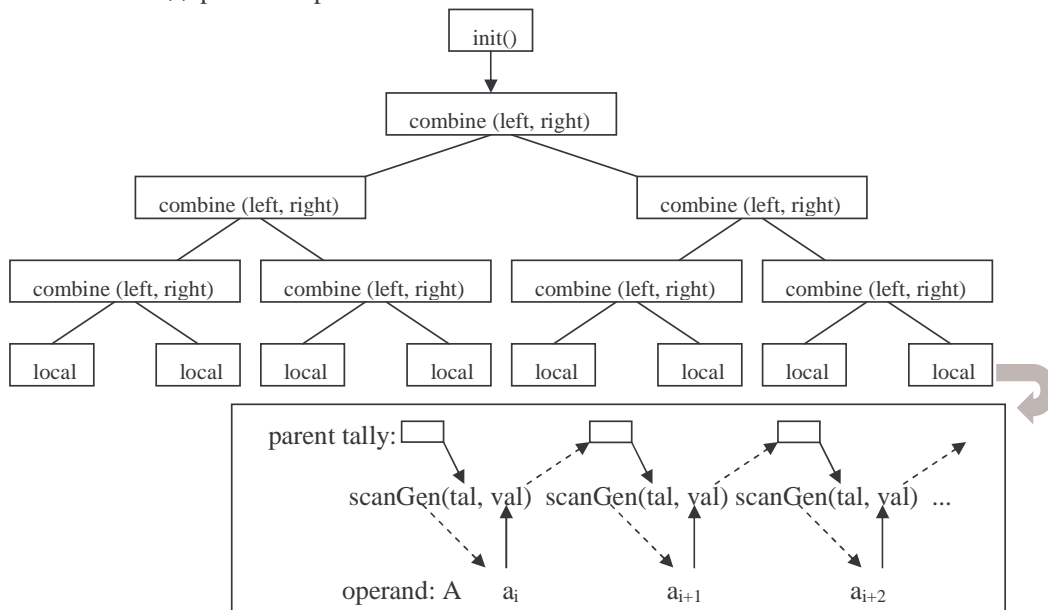 init()
combine (left, right)
combine (left, right) combine (left, right)
combine (left, right) combine (left, right) combine (left, right) combine (left, right)
local local local local local local local local
parent tally:
scanGen(tal, val) scanGen(tal, val) scanGen(tal, val) ...
operand: A aᵢ aᵢ₊₁ aᵢ₊₂